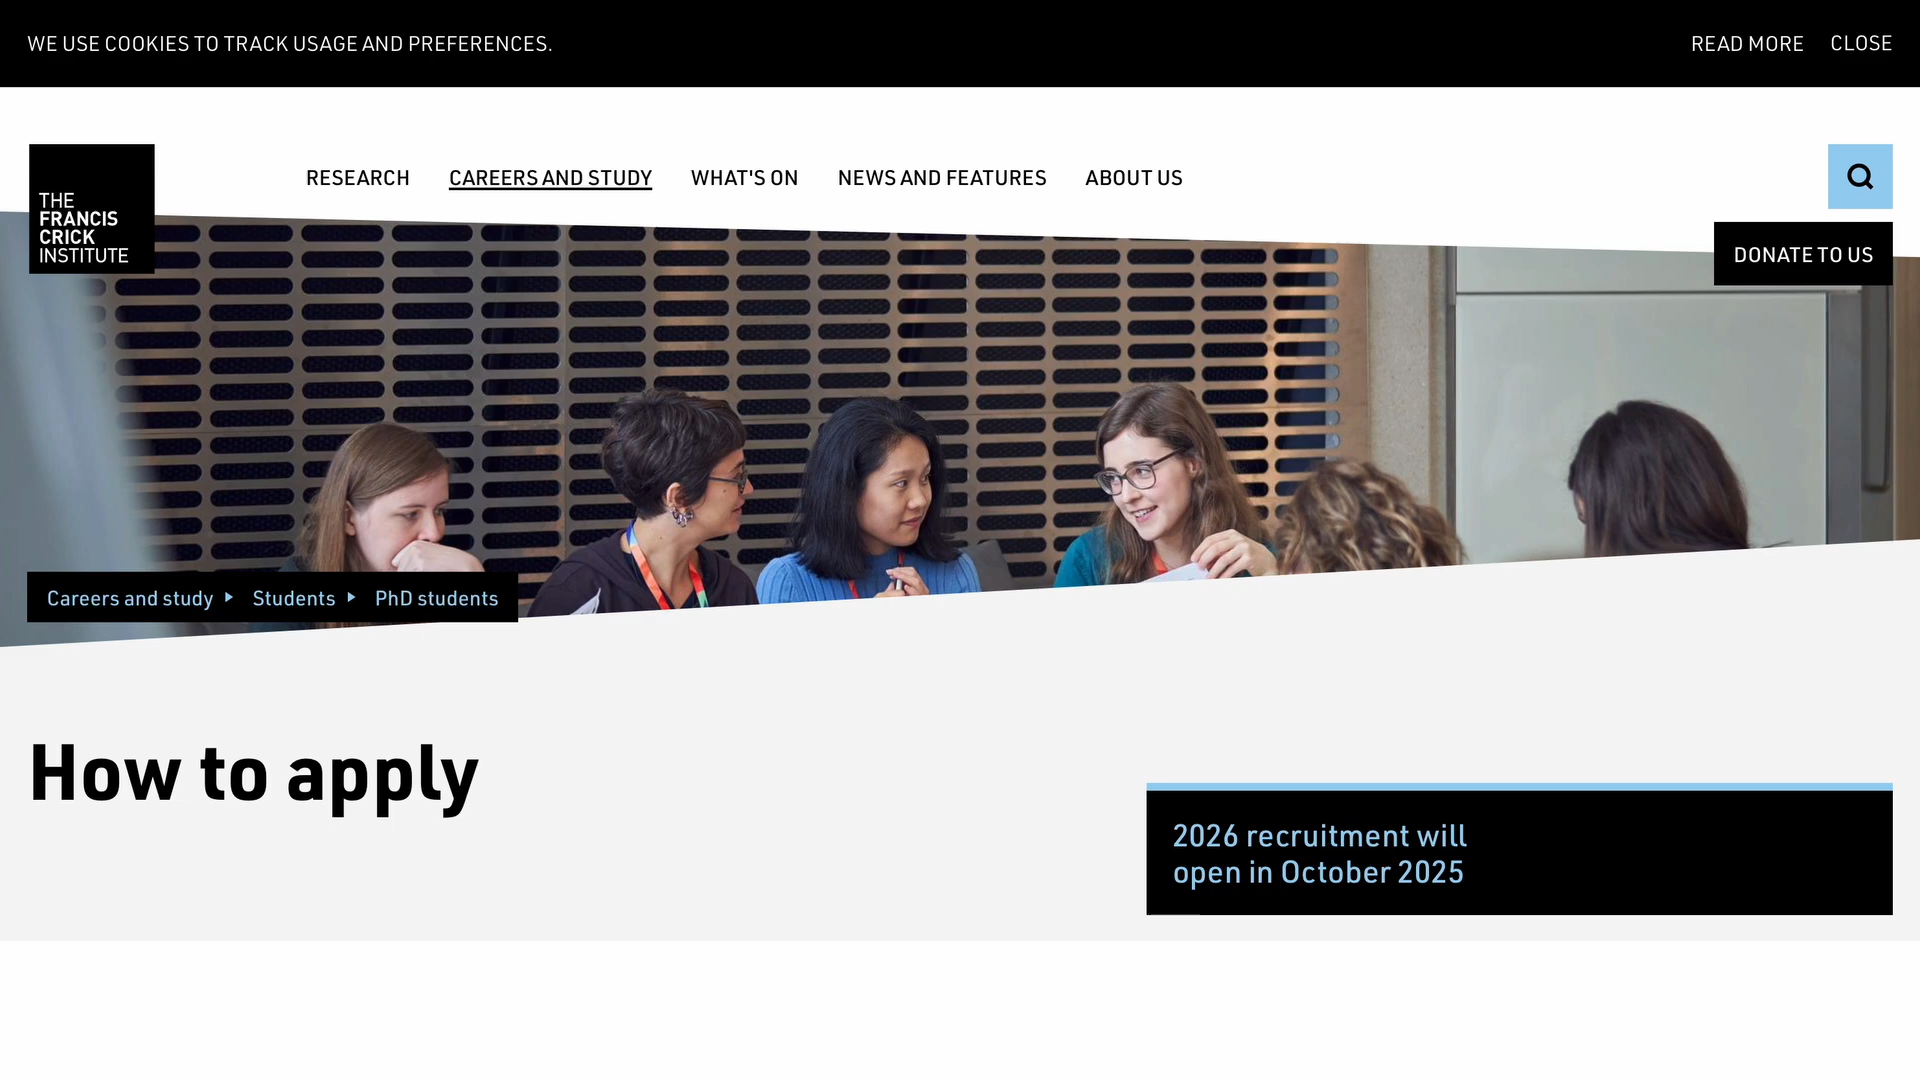 WE USE COOKIES TO TRACK USAGE AND PREFERENCES.
READ MORE
CLOSE
THE
FRANCIS
CRICK
INSTITUTE
RESEARCH
CAREERS AND STUDY
WHAT'S ON
NEWS AND FEATURES
ABOUT US
DONATE TO US
Careers and study
Students
PhD students
How to apply
2026 recruitment will
open in October 2025